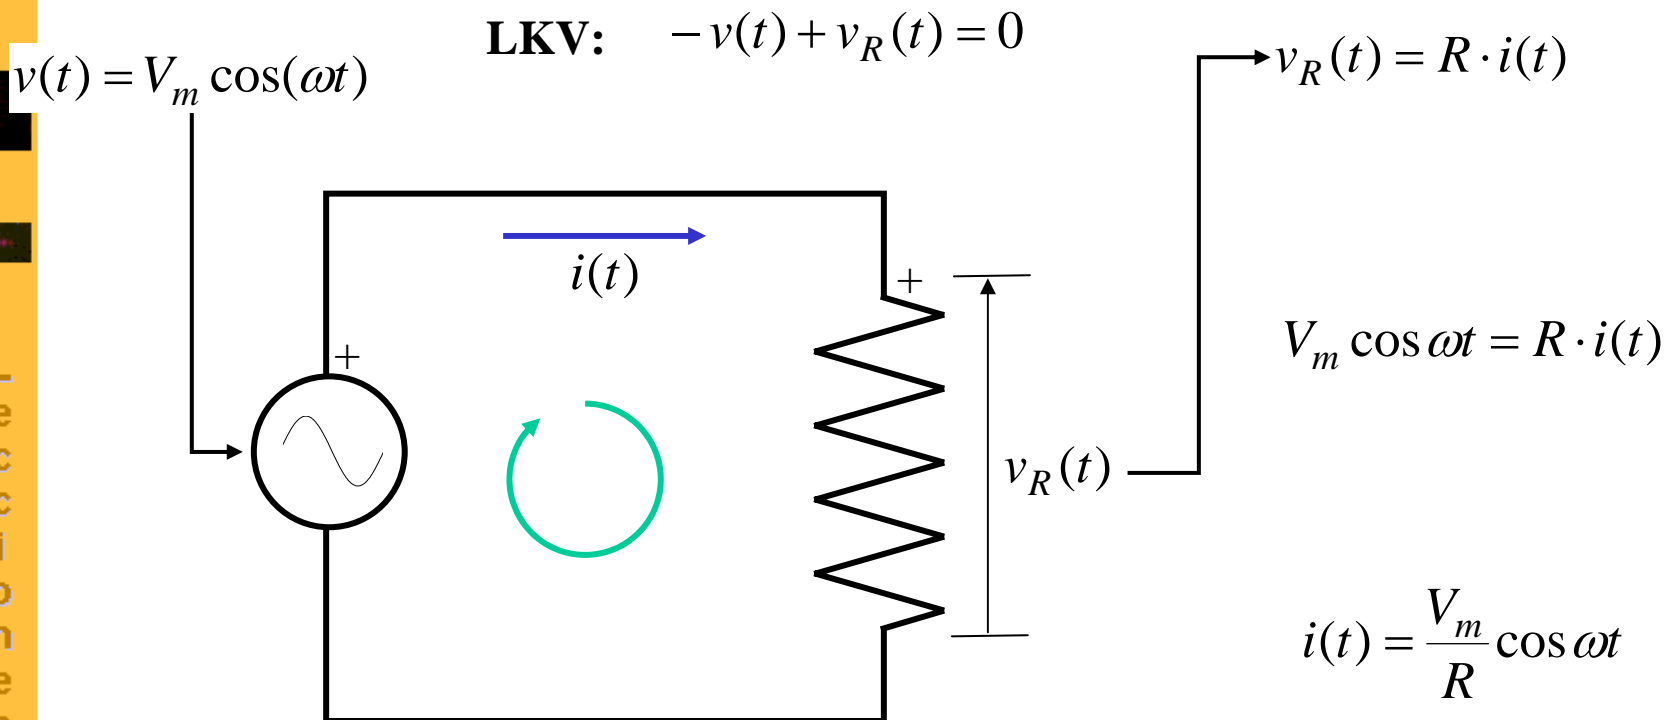 LKV: − v(t) + v_R(t) = 0
v(t) = V_m cos(ωt)
v_R(t) = R · i(t)
i(t)
+
+
V_m cos ωt = R · i(t)
v_R(t)
i(t) = V_m/R cos ωt